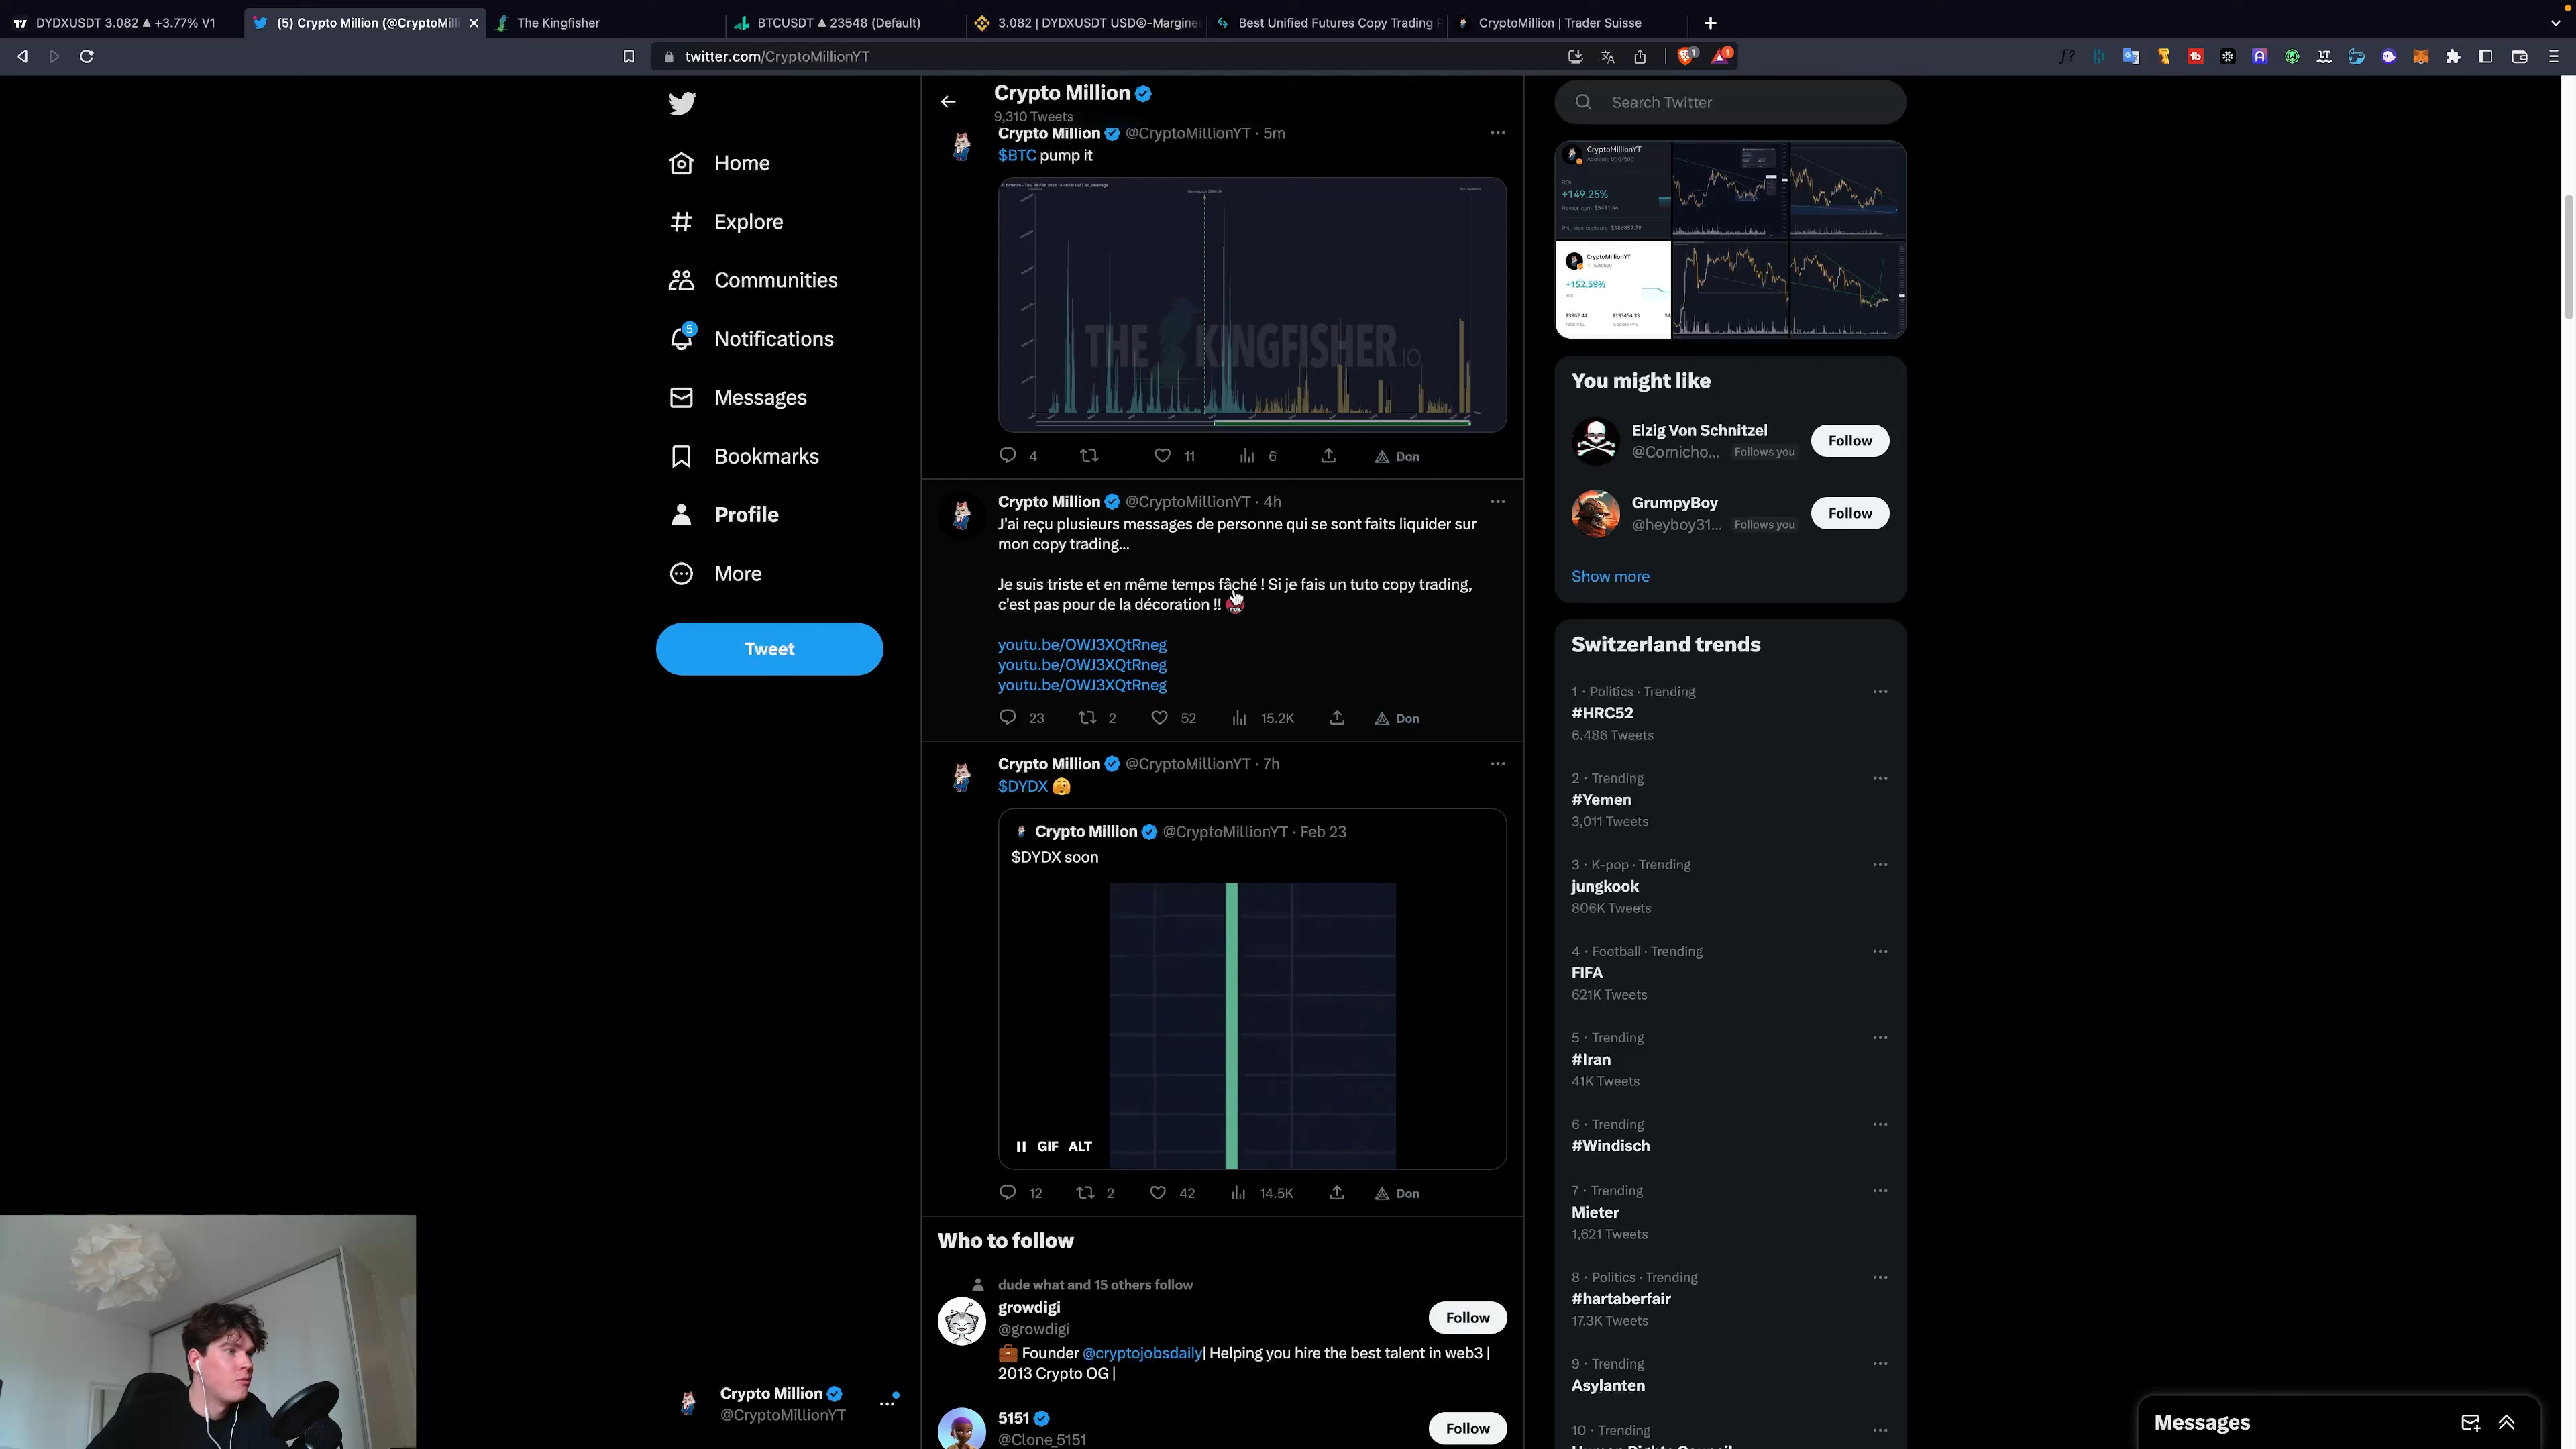 DYDXUSDT 3.082 ▲ +3.77% V1
(5) Crypto Million (@CryptoMill
The Kingfisher
BTCUSDT ▲ 23548 (Default)
3.082 | DYDXUSDT USD®-Margine
Best Unified Futures Copy Trading P
CryptoMillion | Trader Suisse
twitter.com/CryptoMillionYT
Home
Explore
Communities
5
Notifications
Messages
Bookmarks
Profile
More
Tweet
Crypto Million
@CryptoMillionYT
Crypto Million
9,310 Tweets
Crypto Million @CryptoMillionYT · 5m
$BTC pump it
THE KINGFISHER.IO
4 11 6 Don
Crypto Million @CryptoMillionYT · 4h
J'ai reçu plusieurs messages de personne qui se sont faits liquider sur
mon copy trading...
Je suis triste et en même temps fâché ! Si je fais un tuto copy trading,
c'est pas pour de la décoration !!
youtu.be/OWJ3XQtRneg
youtu.be/OWJ3XQtRneg
youtu.be/OWJ3XQtRneg
23 2 52 15.2K Don
Crypto Million @CryptoMillionYT · 7h
$DYDX
Crypto Million @CryptoMillionYT · Feb 23
$DYDX soon
GIF ALT
12 2 42 14.5K Don
Who to follow
dude what and 15 others follow
growdigi
@growdigi
Follow
Founder @cryptojobsdaily| Helping you hire the best talent in web3 |
2013 Crypto OG |
5151
@Clone_5151
Follow
Search Twitter
CryptoMillionYT
+149.25%
CryptoMillionYT
+152.59%
You might like
Elzig Von Schnitzel
@Cornicho... Follows you
Follow
GrumpyBoy
@heyboy31... Follows you
Follow
Show more
Switzerland trends
1 · Politics · Trending
#HRC52
6,486 Tweets
2 · Trending
#Yemen
3,011 Tweets
3 · K-pop · Trending
jungkook
806K Tweets
4 · Football · Trending
FIFA
621K Tweets
5 · Trending
#Iran
41K Tweets
6 · Trending
#Windisch
7 · Trending
Mieter
1,621 Tweets
8 · Politics · Trending
#hartaberfair
17.3K Tweets
9 · Trending
Asylanten
10 · Trending
Messages